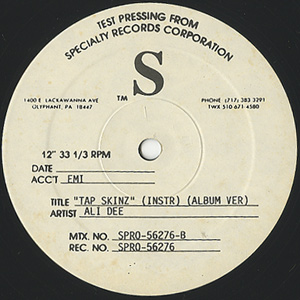 TEST PRESSING FROM
SPECIALTY RECORDS CORPORATION
S
TM
1400 E. LACKAWANNA AVE
OLYPHANT, PA 18447
PHONE (717) 383 3291
TWX 510 671 4580
12" 33 1/3 RPM
DATE
ACC'T EMI
TITLE "TAP SKINZ" (INSTR) (ALBUM VER)
ARTIST ALI DEE
MTX. NO. SPRO-56276-B
REC. NO. SPRO-56276